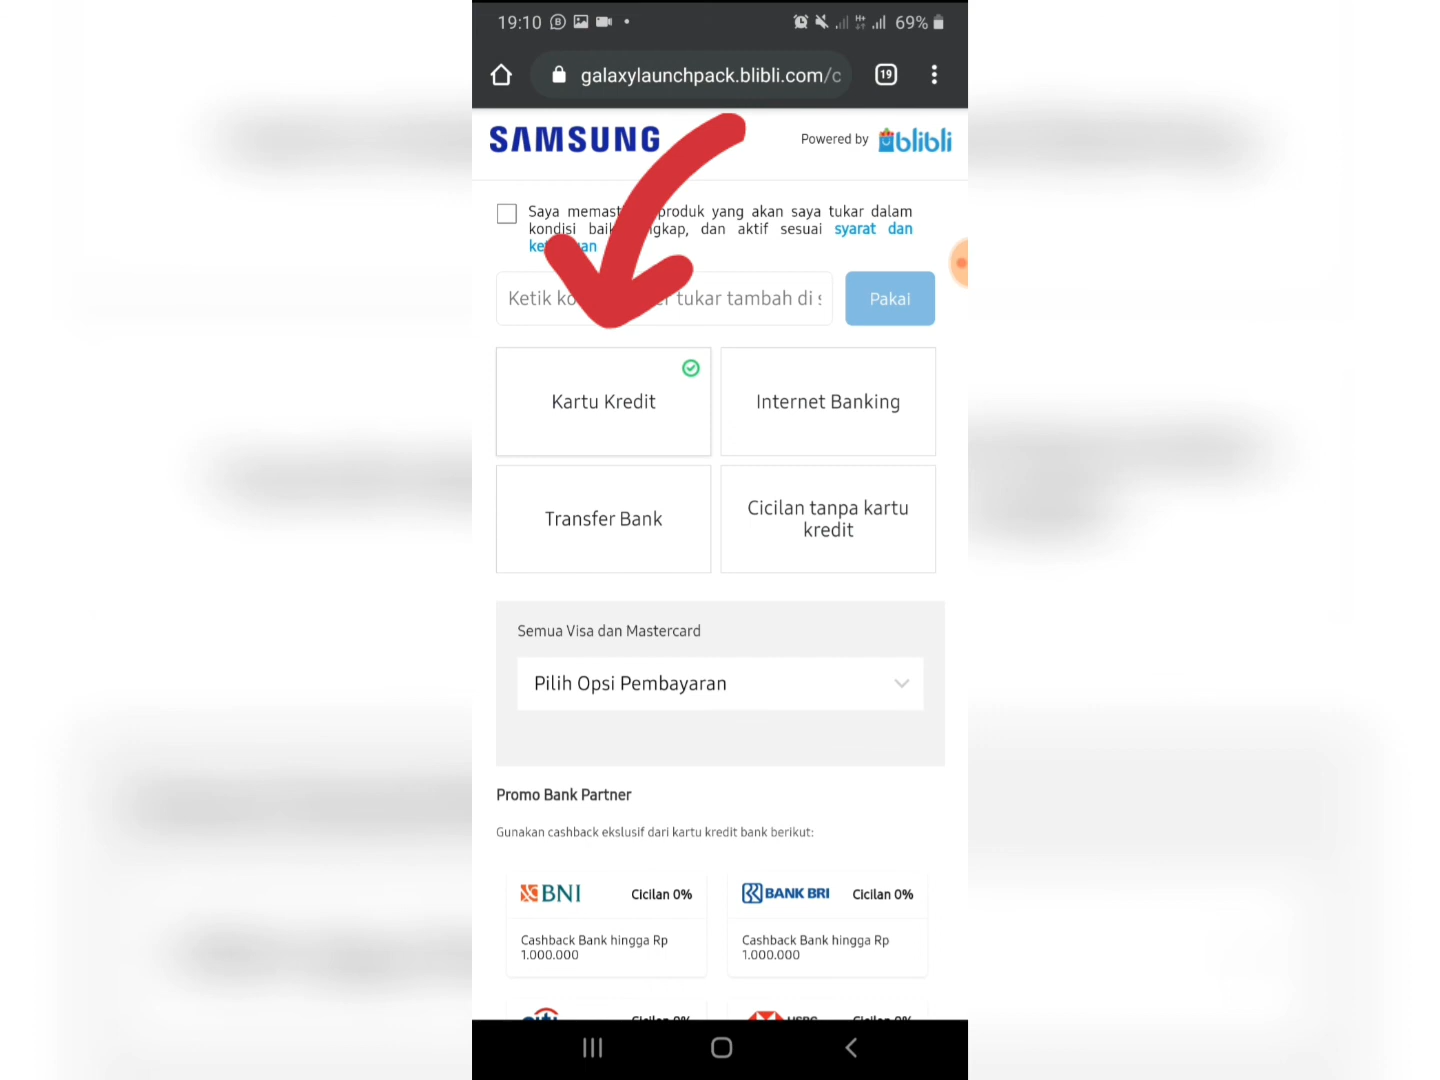 19:10
69%
galaxylaunchpack.blibli.com/c
19
SAMSUNG
Powered by blibli
Saya produk yang akan saya tukar dalam
kondisi dan aktif sesuai syarat dan
Ketik tukar tambah di
Pakai
Kartu Kredit
Internet Banking
Transfer Bank
Cicilan tanpa kartu
kredit
Semua Visa dan Mastercard
Pilih Opsi Pembayaran
Promo Bank Partner
Gunakan cashback ekslusif dari kartu kredit bank berikut:
BNI Cicilan 0%
Cashback Bank hingga Rp
1.000.000
BANK BRI Cicilan 0%
Cashback Bank hingga Rp
1.000.000